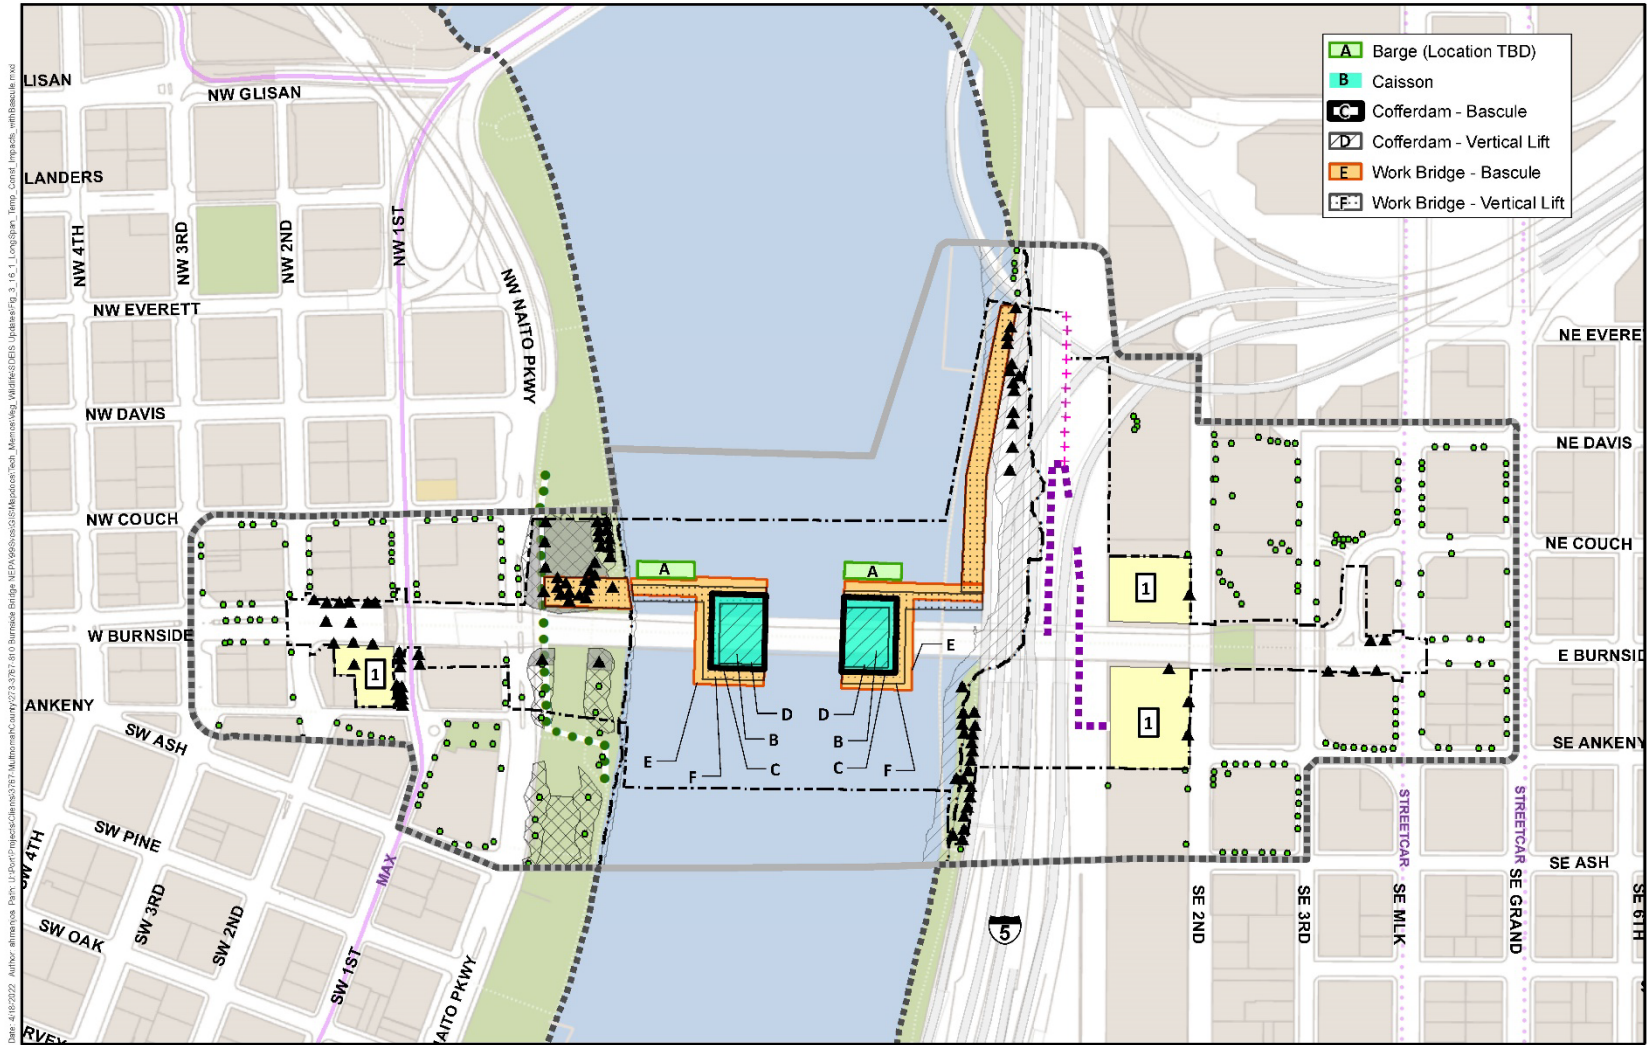 A Barge (Location TBD)
B Caisson
C Cofferdam - Bascule
D Cofferdam - Vertical Lift
E Work Bridge - Bascule
F Work Bridge - Vertical Lift
LISAN
NW GLISAN
LANDERS
NW 4TH
NW 3RD
NW 2ND
NW 1ST
NW EVERETT
NW NAITO PKWY
NE EVERE
NW DAVIS
NE DAVIS
NW COUCH
NE COUCH
A
A
1
W BURNSIDE
E
E BURNSID
1
1
ANKENY
SW ASH
D
D
B
B
C
C
E
F
F
SE ANKENY
SW PINE
SW 4TH
SW 3RD
SW 2ND
SW OAK
SW 1ST
MAX
NAITO PKWY
RVEY
5
STREETCAR
STREETCAR
SE ASH
SE 2ND
SE 3RD
SE MLK
SE GRAND
SE 6TH